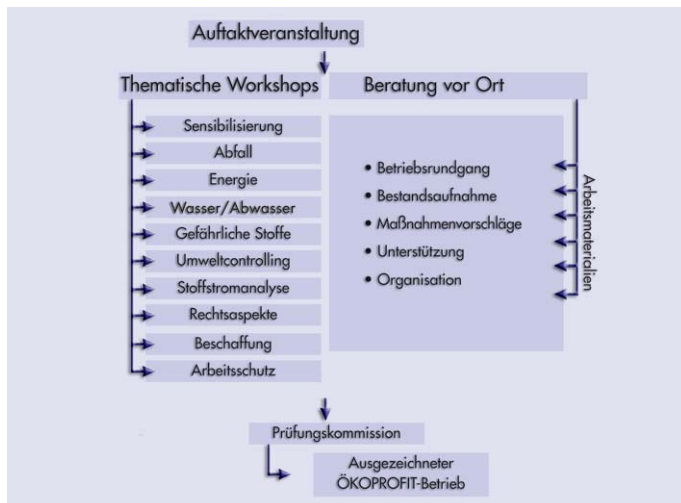 Auftaktveranstaltung
Thematische Workshops
Beratung vor Ort
Sensibilisierung
Abfall
Energie
Wasser/Abwasser
Gefährliche Stoffe
Umweltcontrolling
Stoffstromanalyse
Rechtsaspekte
Beschaffung
Arbeitsschutz
• Betriebsrundgang
• Bestandsaufnahme
• Maßnahmenvorschläge
• Unterstützung
• Organisation
Arbeitsmaterialien
Prüfungskommission
Ausgezeichneter
ÖKOPROFIT-Betrieb